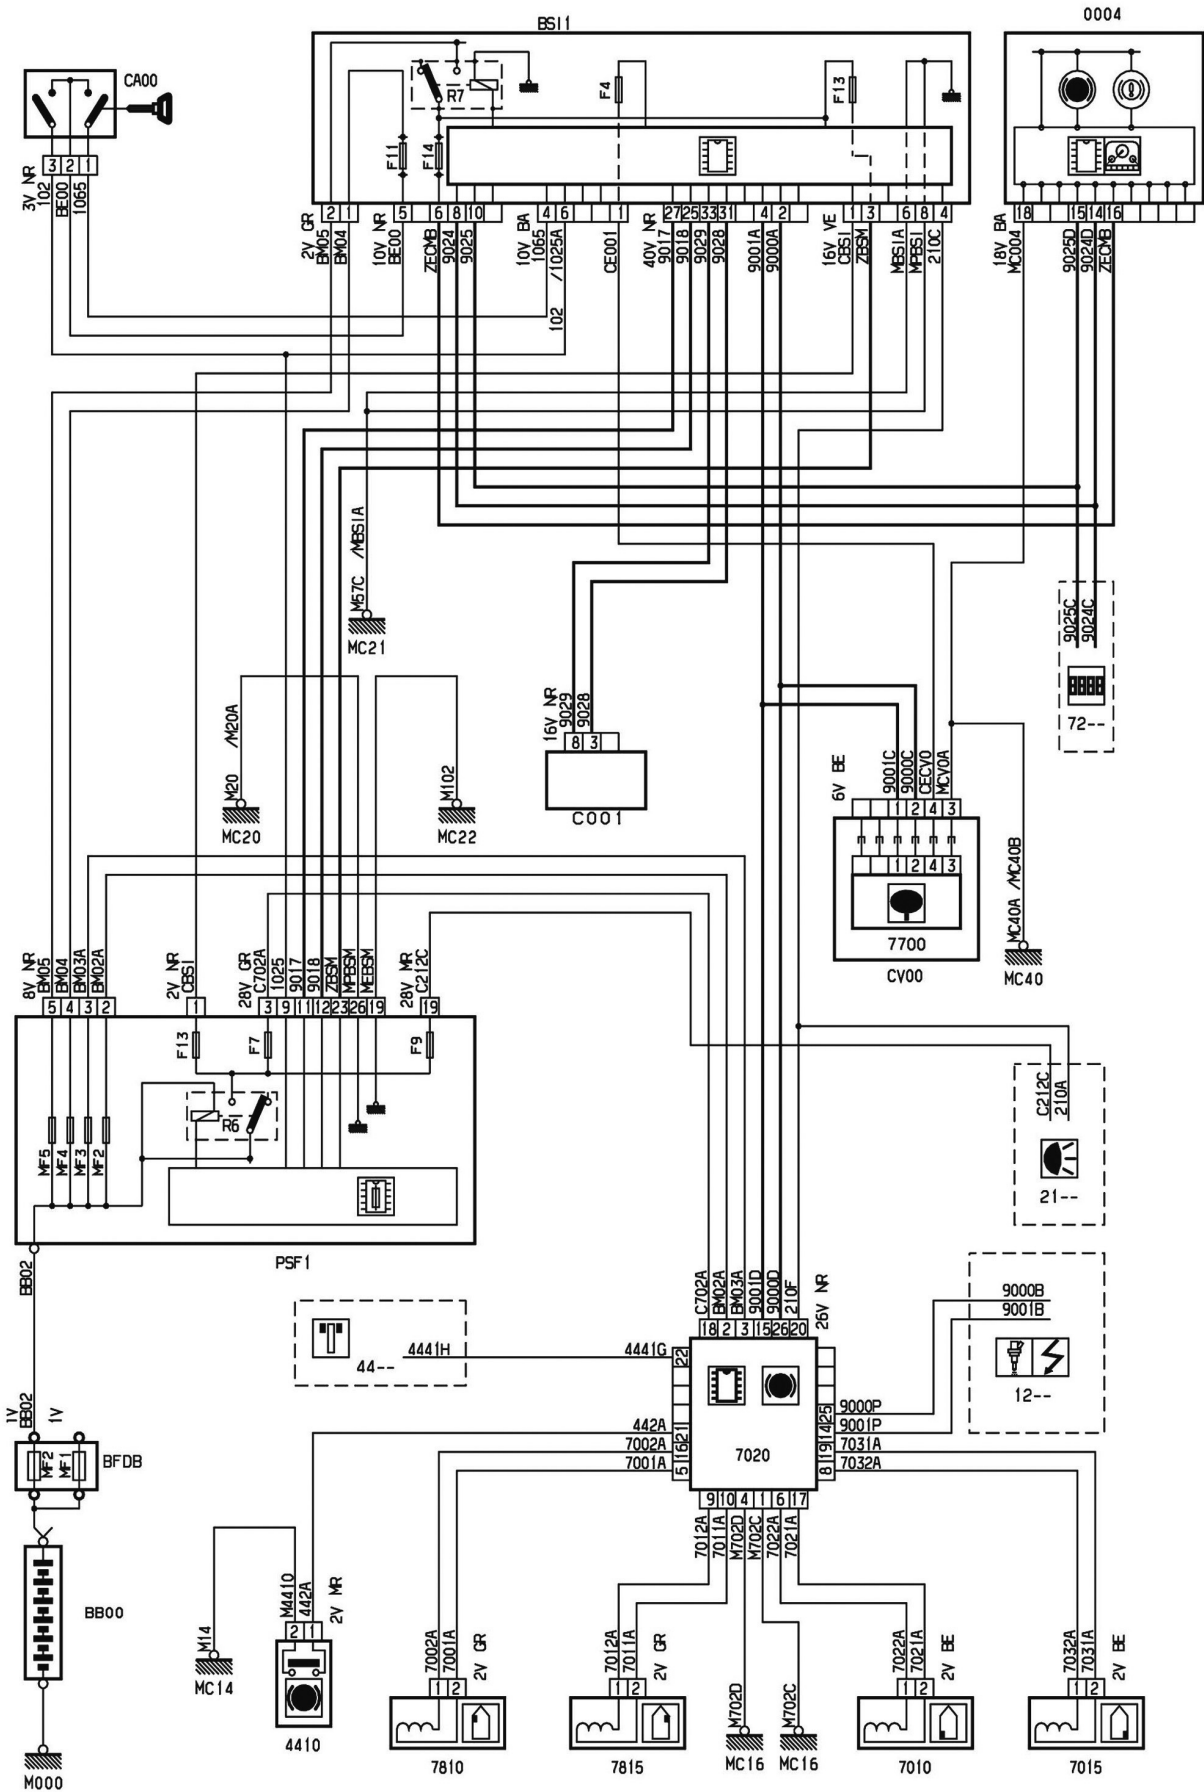 BSI1
0004
CA00
R7
F4
F13
F11
F14
3 2 1
3V NR
102
BE00
1065
2 1
5
6 8 10
4 6
1
27 25 33 31
4 2
1 3
6 8 4
18
15 14 16
2V GR
BM05
BM04
10V NR
BE00
ZECMB
9024
9025
10V BA
1065
102 /1025A
CE001
40V NR
9017
9018
9029
9028
9001A
9000A
16V VE
CBSI
ZBSM
MBSIA
MPBSI
210C
18V BA
MC004
9025D
9024D
ZECMB
M57C /MBSIA
MC21
9025C
9024C
72--
M20 /M20A
MC20
M102
MC22
16V NR
9029
9028
8 3
C001
6V BE
9001C
9000C
CECV0
MCV0A
1 2 4 3
1 2 4 3
7700
CV00
MC40A /MC40B
MC40
8V NR
BM05
BM04
BM03A
BM02A
2V NR
CBSI
28V GR
C702A
1025
9017
9018
ZBSM
MPBSM
MEBSM
28V MR
C212C
5 4 3 2
1
3 9 11 12 23 26 19
19
F13
F7
F9
R6
MF5
MF4
MF3
MF2
PSF1
C212C
210A
21--
BB02
C702A
BM02A
BM03A
9001D
9000D
210F
26V NR
18 2 3 15 26 20
9000B
9001B
12--
44--
4441H
4441G
22
442A
21
7002A
16
7001A
5
7020
25
9000P
14
9001P
19
7031A
8
7032A
1V
BB02
1V
MF2
MF1
BFDB
9 10 4 1 6 17
7012A
7011A
M702D
M702C
7022A
7021A
BB00
M000
M14
MC14
M4410
442A
2V MR
2 1
4410
7002A
7001A
2V GR
1 2
7810
7012A
7011A
2V GR
1 2
7815
M702D
MC16
M702C
MC16
7022A
7021A
2V BE
1 2
7010
7032A
7031A
2V BE
1 2
7015